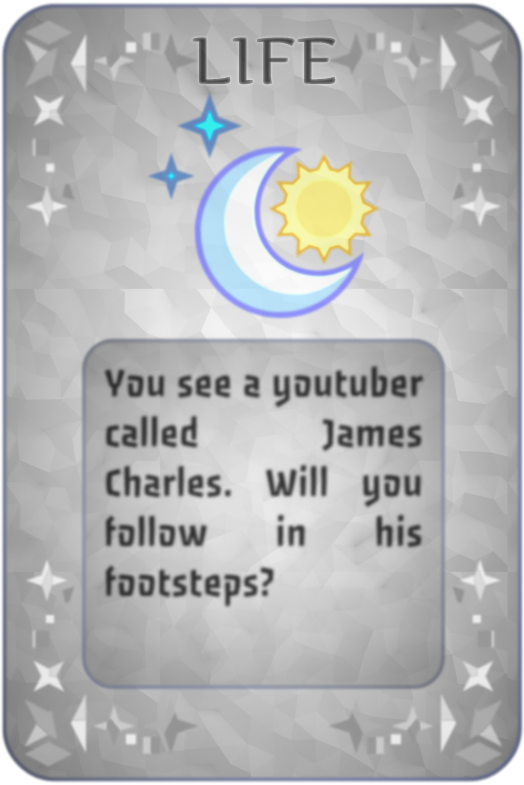 LIFE
You see a youtuber
called James
Charles. Will you
follow in his
footsteps?